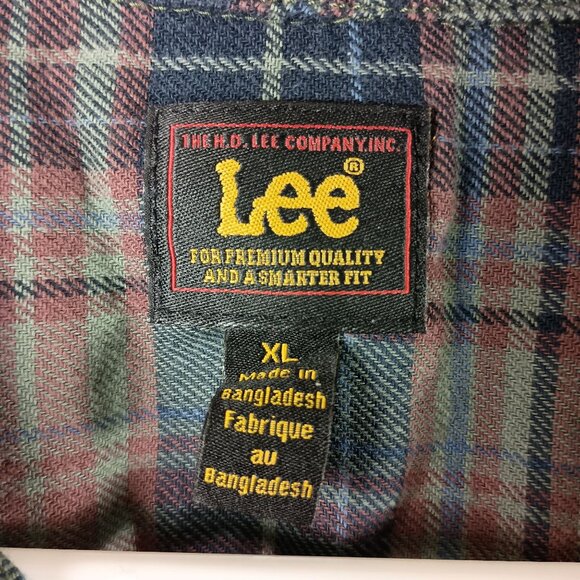 THE H.D. LEE COMPANY,INC.
Lee®
FOR PREMIUM QUALITY
AND A SMARTER FIT
XL
Made in
Bangladesh
Fabrique
au
Bangladesh